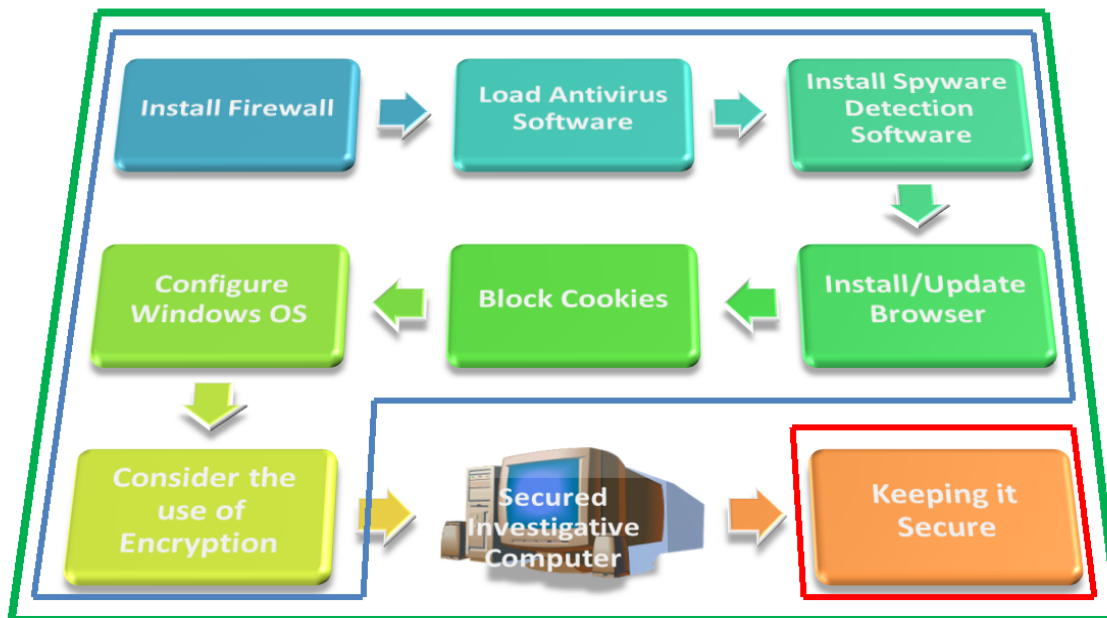 Install Firewall
Load Antivirus
Software
Install Spyware
Detection
Software
Install/Update
Browser
Block Cookies
Configure
Windows OS
Consider the
use of
Encryption
Secured
Investigative
Computer
Keeping it
Secure